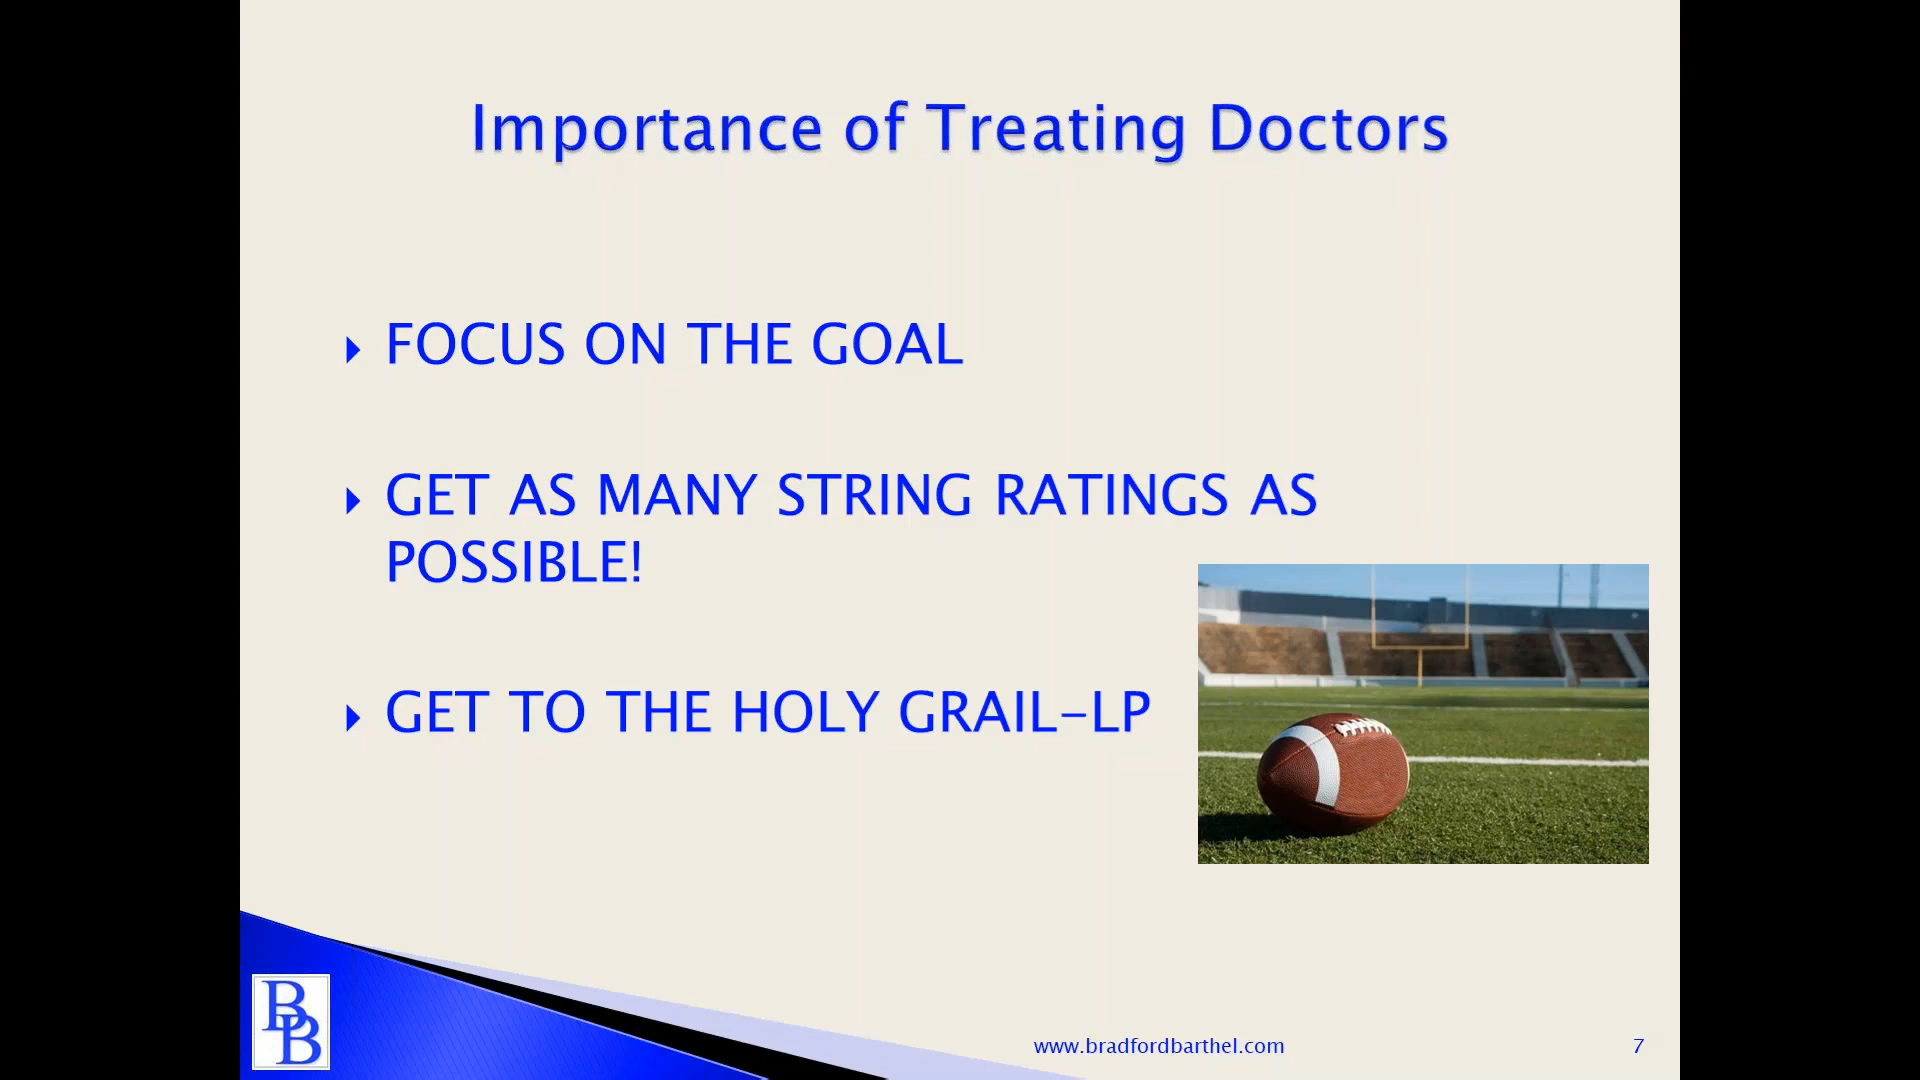 Importance of Treating Doctors
FOCUS ON THE GOAL
GET AS MANY STRING RATINGS AS
POSSIBLE!
GET TO THE HOLY GRAIL-LP
BB
www.bradfordbarthel.com
7